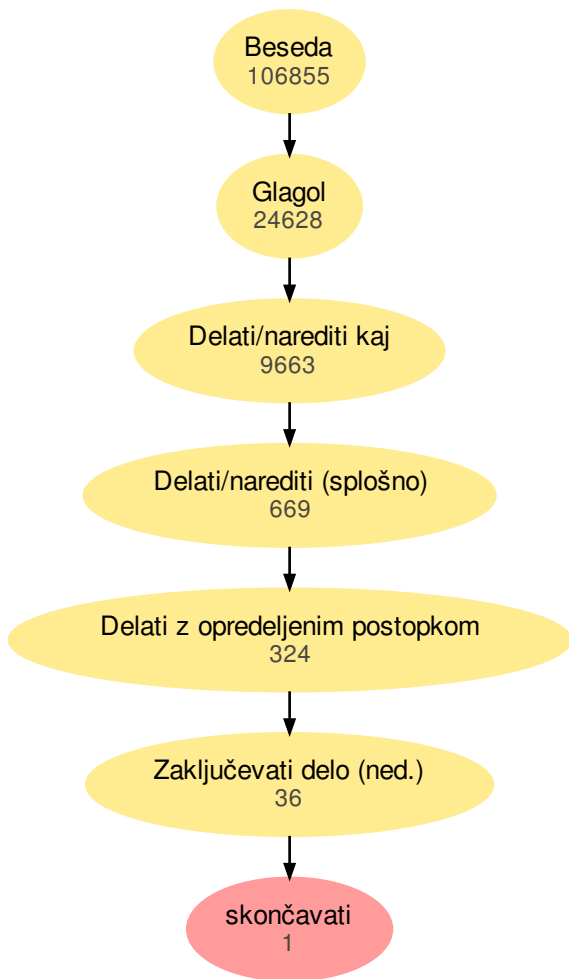 Beseda
106855
Glagol
24628
Delati/narediti kaj
9663
Delati/narediti (splošno)
669
Delati z opredeljenim postopkom
324
Zaključevati delo (ned.)
36
skončavati
1